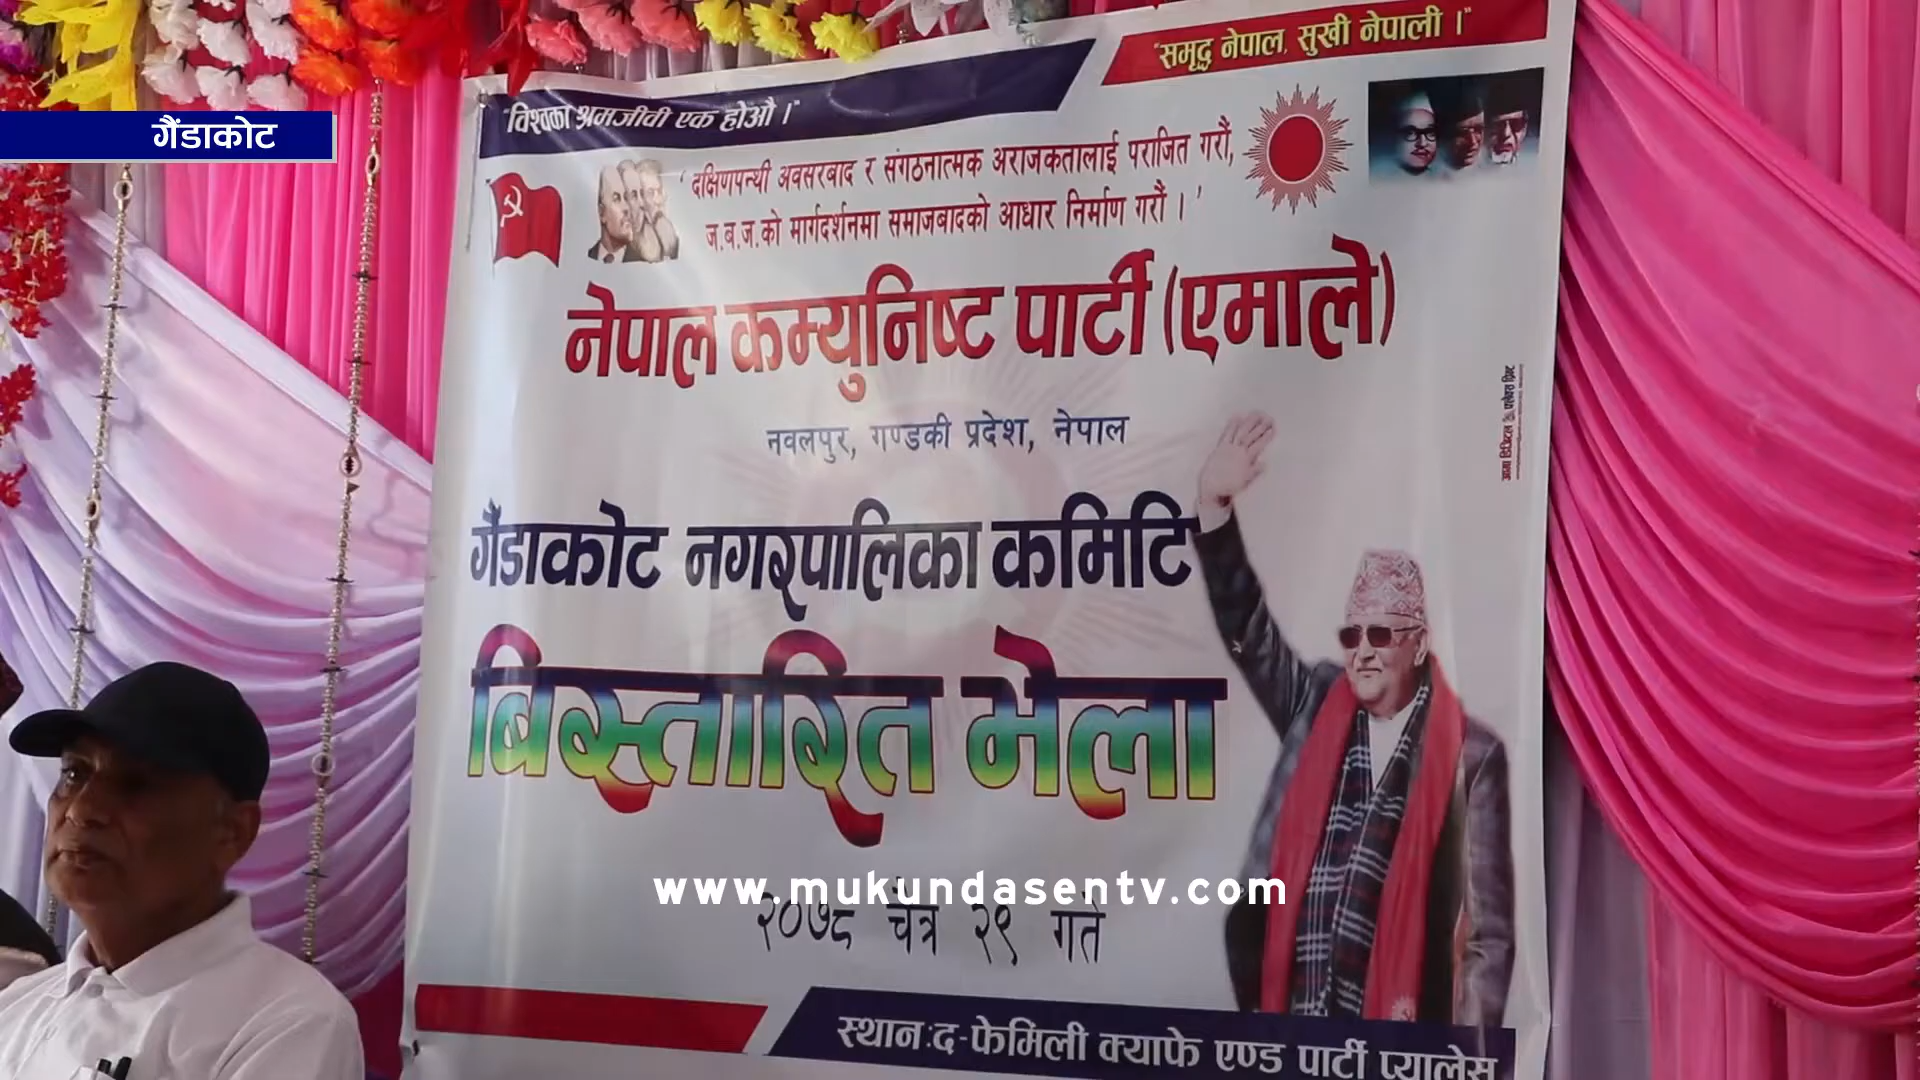 "समृद्ध नेपाल, सुखी नेपाली ।"
"विश्वका श्रमजीवी एक होऔ ।"
गैंडाकोट
' दक्षिणपन्थी अवसरबाद र संगठनात्मक अराजकतालाई पराजित गरौं,
ज.ब.ज.को मार्गदर्शनमा समाजबादको आधार निर्माण गरौं । '
नेपाल कम्युनिष्ट पार्टी (एमाले)
नवलपुर, गण्डकी प्रदेश, नेपाल
गैंडाकोट नगरपालिका कमिटि
बिस्तारित भेला
www.mukundasentv.com
२०७८ चैत्र २९ गते
स्थान:द-फेमिली क्याफे एण्ड पार्टी प्यालेस